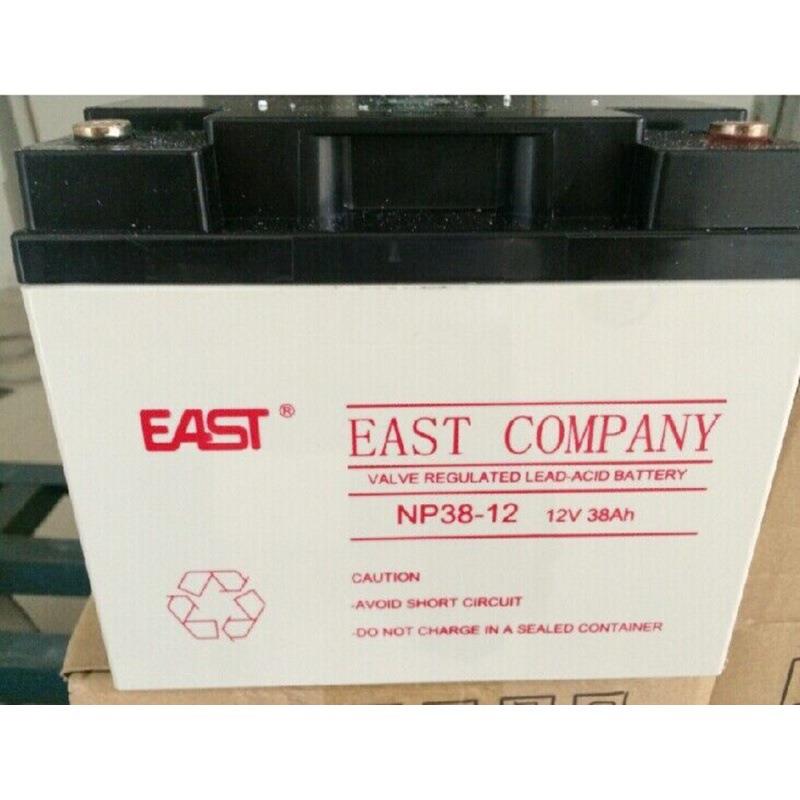 EAST ®
EAST COMPANY
VALVE REGULATED LEAD-ACID BATTERY
NP38-12 12V 38Ah
CAUTION
-AVOID SHORT CIRCUIT
-DO NOT CHARGE IN A SEALED CONTAINER